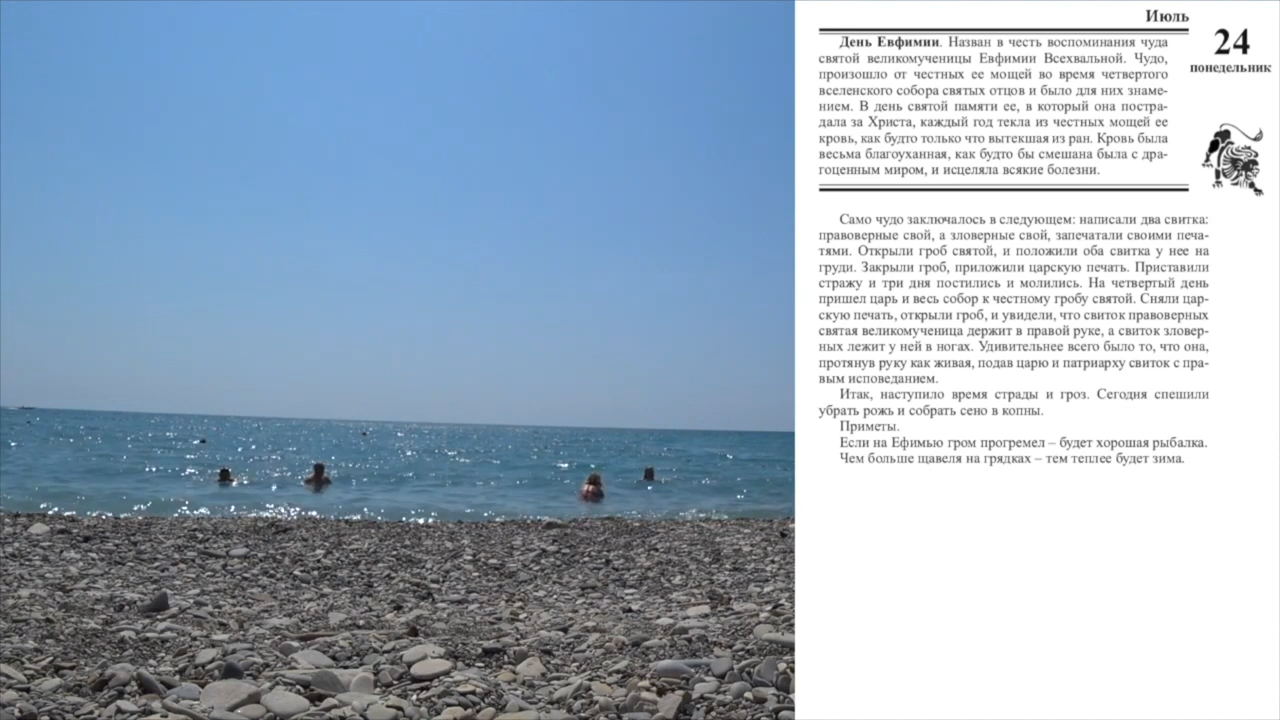 Июль
24
понедельник
День Евфимии. Назван в честь воспоминания чуда
святой великомученицы Евфимии Всехвальной. Чудо,
произошло от честных ее мощей во время четвертого
вселенского собора святых отцов и было для них знаме-
нием. В день святой памяти ее, в который она постра-
дала за Христа, каждый год текла из честных мощей ее
кровь, как будто только что вытекшая из ран. Кровь была
весьма благоуханная, как будто бы смешана была с дра-
гоценным миром, и исцеляла всякие болезни.
Само чудо заключалось в следующем: написали два свитка:
правоверные свой, а зловерные свой, запечатали своими печа-
тями. Открыли гроб святой, и положили оба свитка у нее на
груди. Закрыли гроб, приложили царскую печать. Приставили
стражу и три дня постились и молились. На четвертый день
пришел царь и весь собор к честному гробу святой. Сняли цар-
скую печать, открыли гроб, и увидели, что свиток правоверных
святая великомученица держит в правой руке, а свиток зловер-
ных лежит у ней в ногах. Удивительнее всего было то, что она,
протянув руку как живая, подав царю и патриарху свиток с пра-
вым исповеданием.
Итак, наступило время страды и гроз. Сегодня спешили
убрать рожь и собрать сено в копны.
Приметы.
Если на Ефимью гром прогремел – будет хорошая рыбалка.
Чем больше щавеля на грядках – тем теплее будет зима.